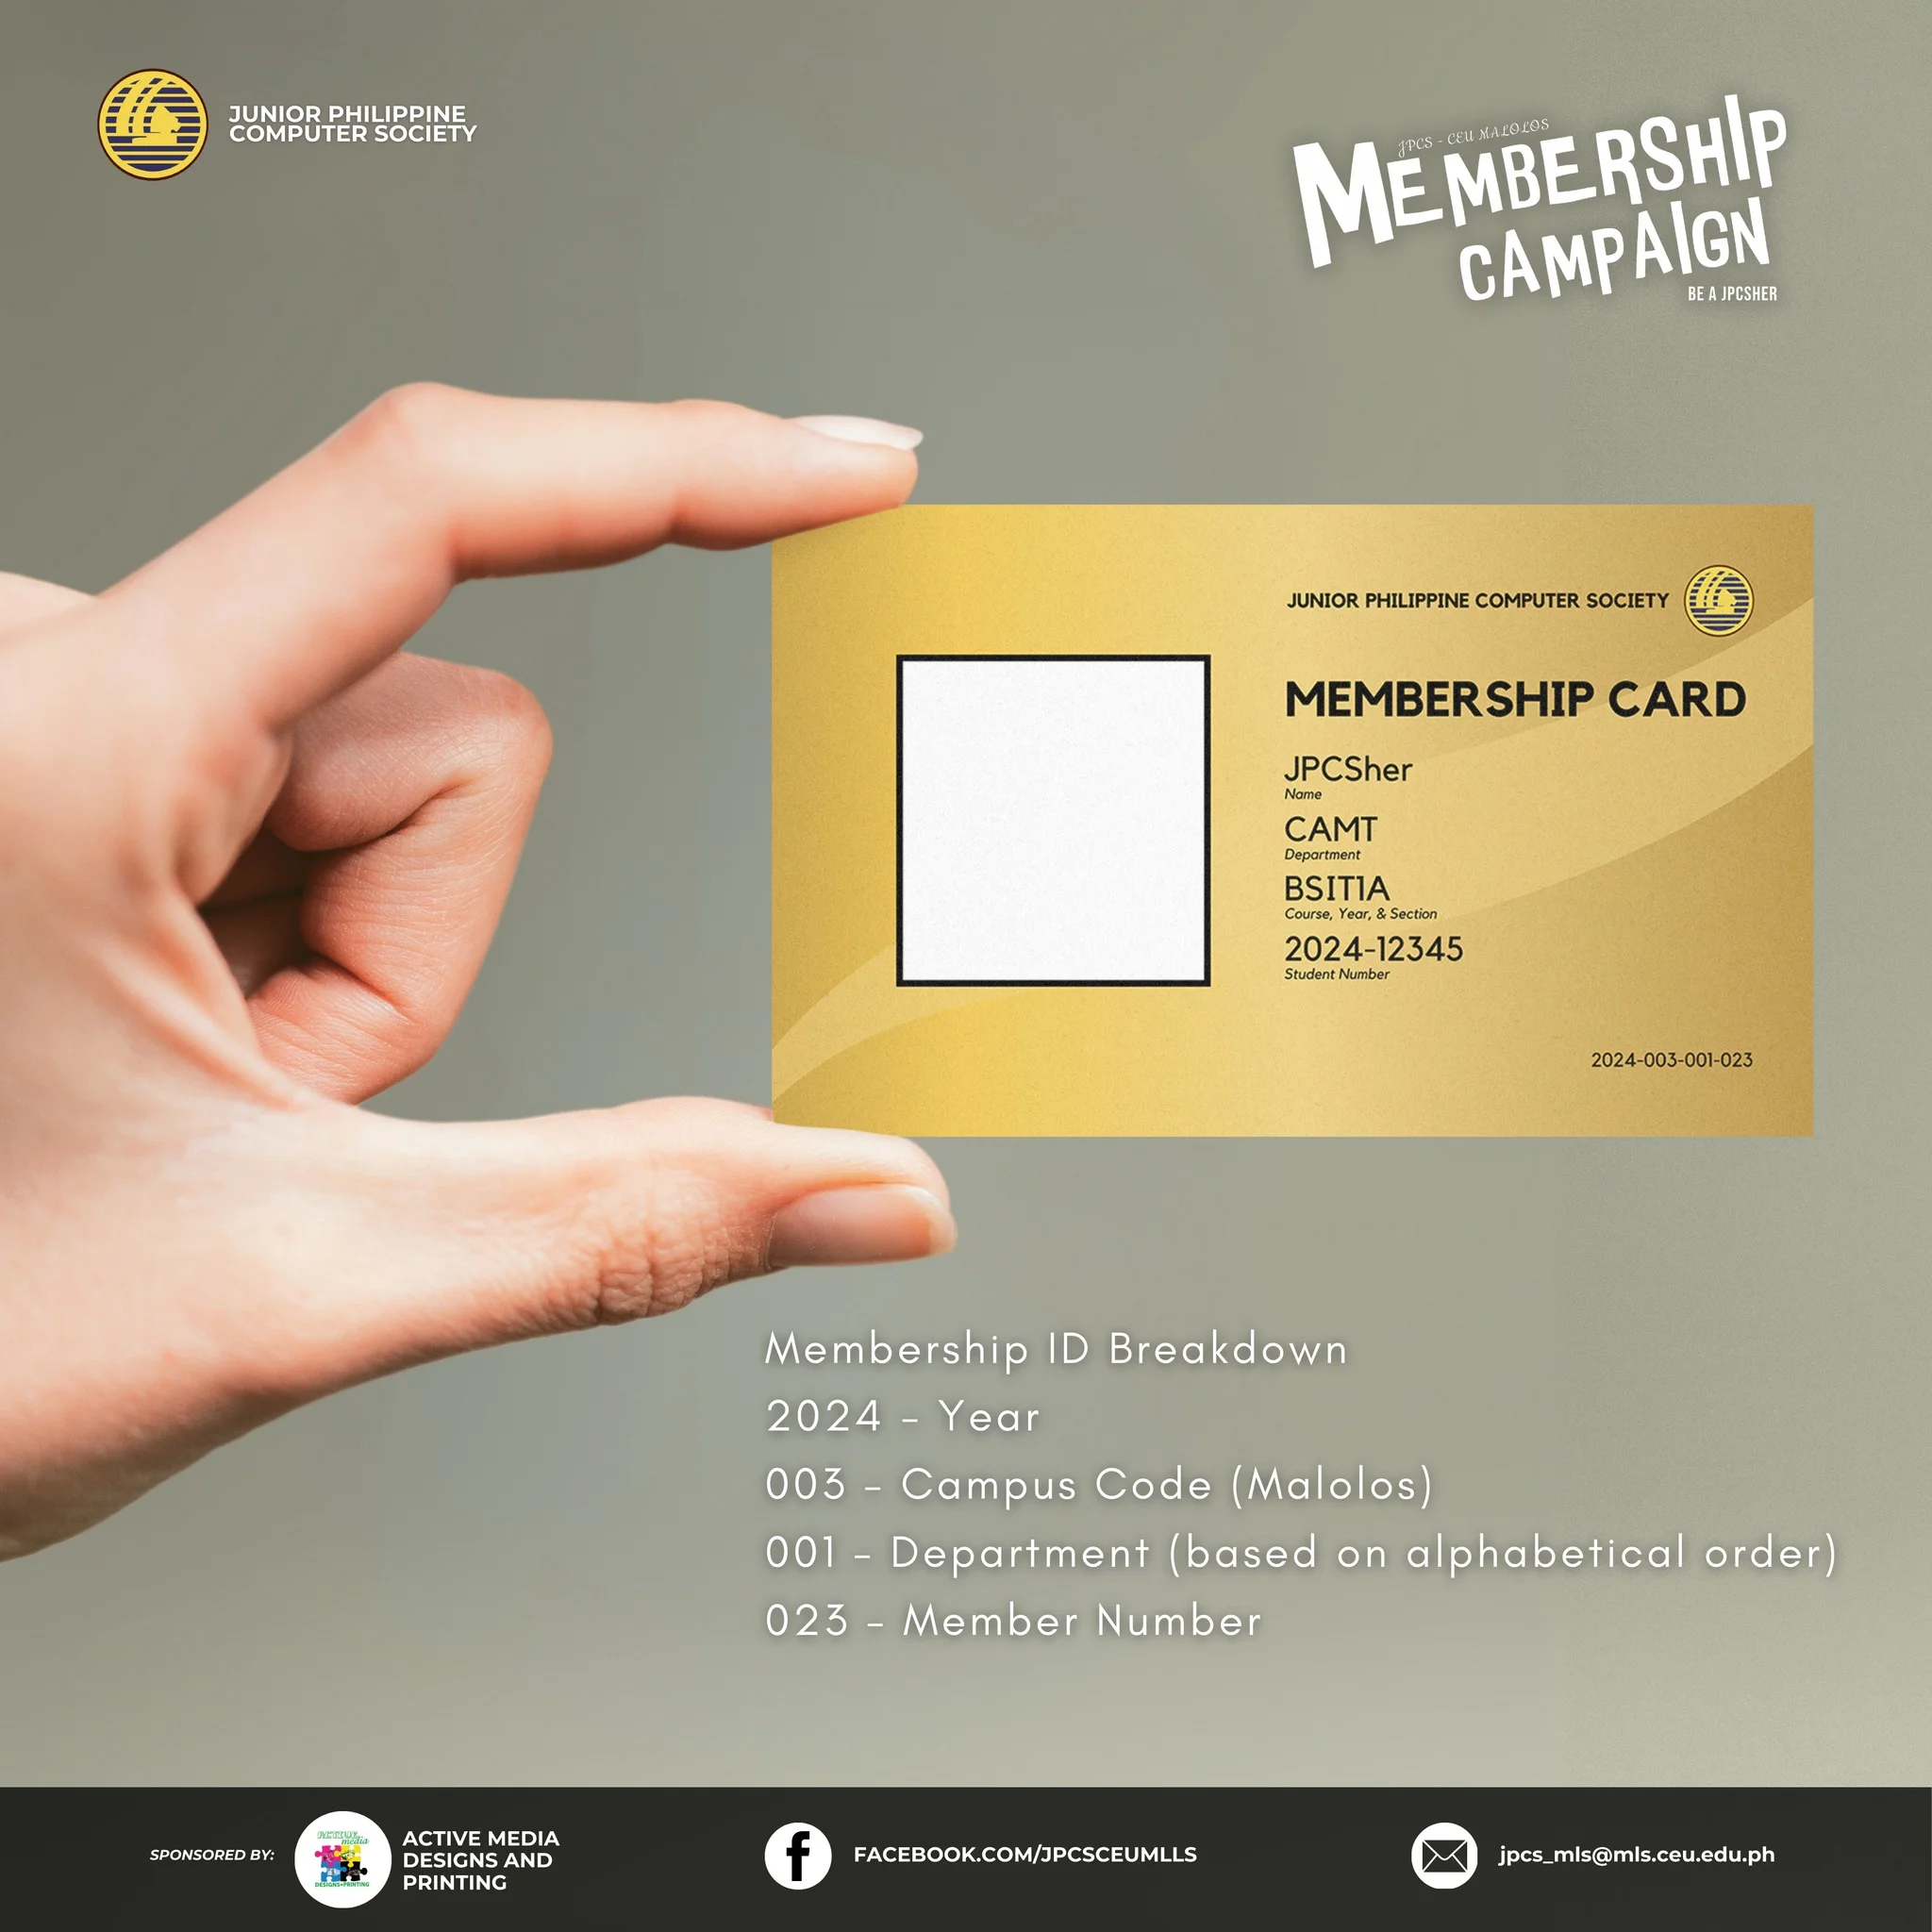 JUNIOR PHILIPPINE
COMPUTER SOCIETY
JPCS - CEU MALOLOS
MEMBERSHIP
CAMPAIGN
BE A JPCSHER
JUNIOR PHILIPPINE COMPUTER SOCIETY
MEMBERSHIP CARD
JPCSher
Name
CAMT
Department
BSIT1A
Course, Year, & Section
2024-12345
Student Number
2024-003-001-023
Membership ID Breakdown
2024 - Year
003 - Campus Code (Malolos)
001 - Department (based on alphabetical order)
023 - Member Number
SPONSORED BY:
ACTIVE
media
DESIGNS+PRINTING
ACTIVE MEDIA
DESIGNS AND
PRINTING
FACEBOOK.COM/JPCSCEUMLLS
jpcs_mls@mls.ceu.edu.ph